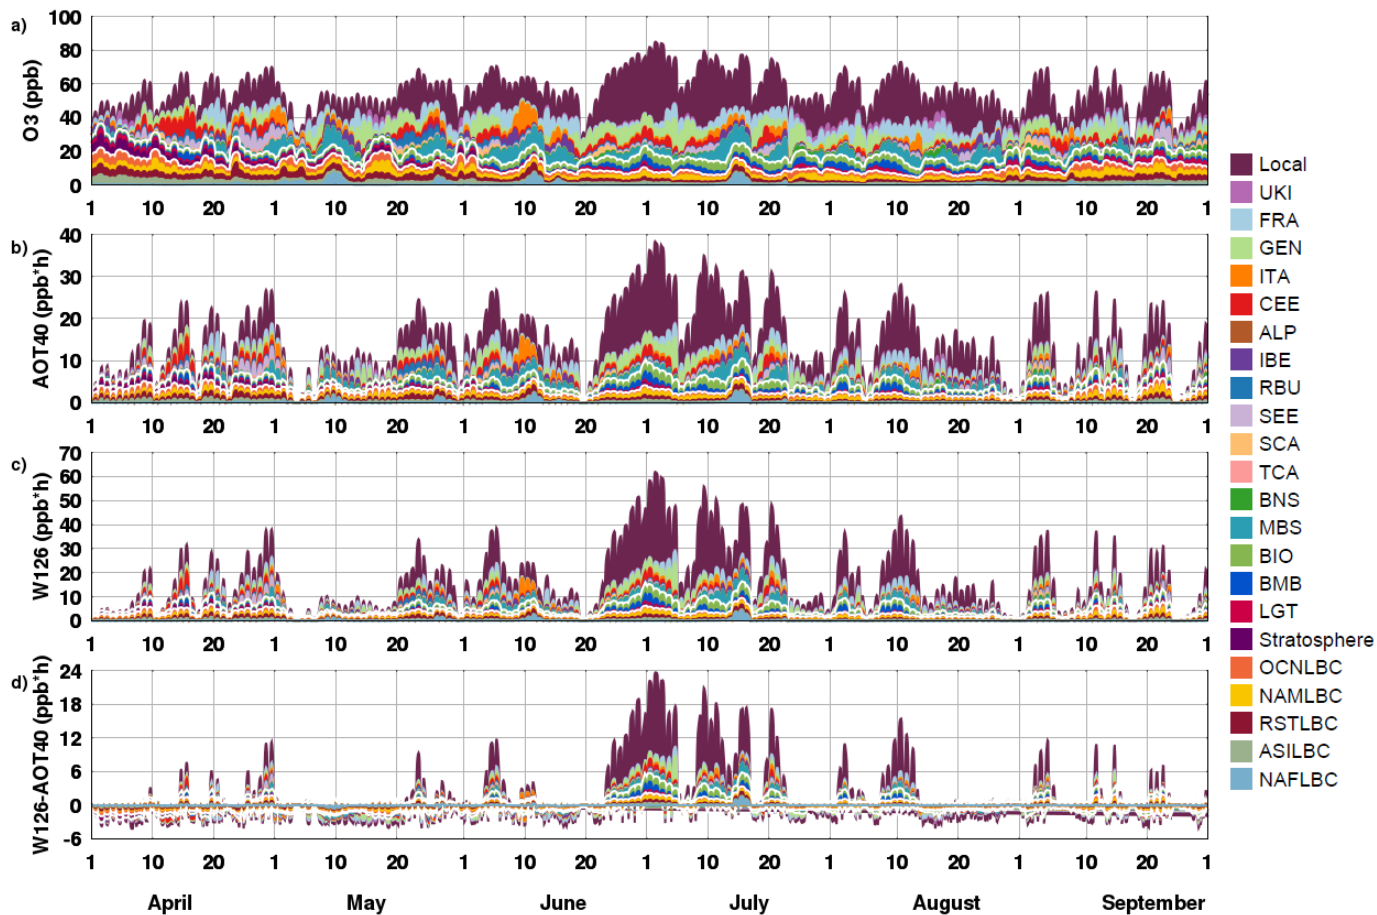 a)
O3 (ppb)
100
80
60
40
20
0
1 10 20 1 10 20 1 10 20 1 10 20 1 10 20 1 10 20 1
b)
AOT40 (ppb*h)
40
30
20
10
0
1 10 20 1 10 20 1 10 20 1 10 20 1 10 20 1 10 20 1
c)
W126 (ppb*h)
70
60
50
40
30
20
10
0
1 10 20 1 10 20 1 10 20 1 10 20 1 10 20 1 10 20 1
d)
W126-AOT40 (ppb*h)
24
18
12
6
0
-6
1 10 20 1 10 20 1 10 20 1 10 20 1 10 20 1 10 20 1
April May June July August September
Local
UKI
FRA
GEN
ITA
CEE
ALP
IBE
RBU
SEE
SCA
TCA
BNS
MBS
BIO
BMB
LGT
Stratosphere
OCNLBC
NAMLBC
RSTLBC
ASILBC
NAFLBC